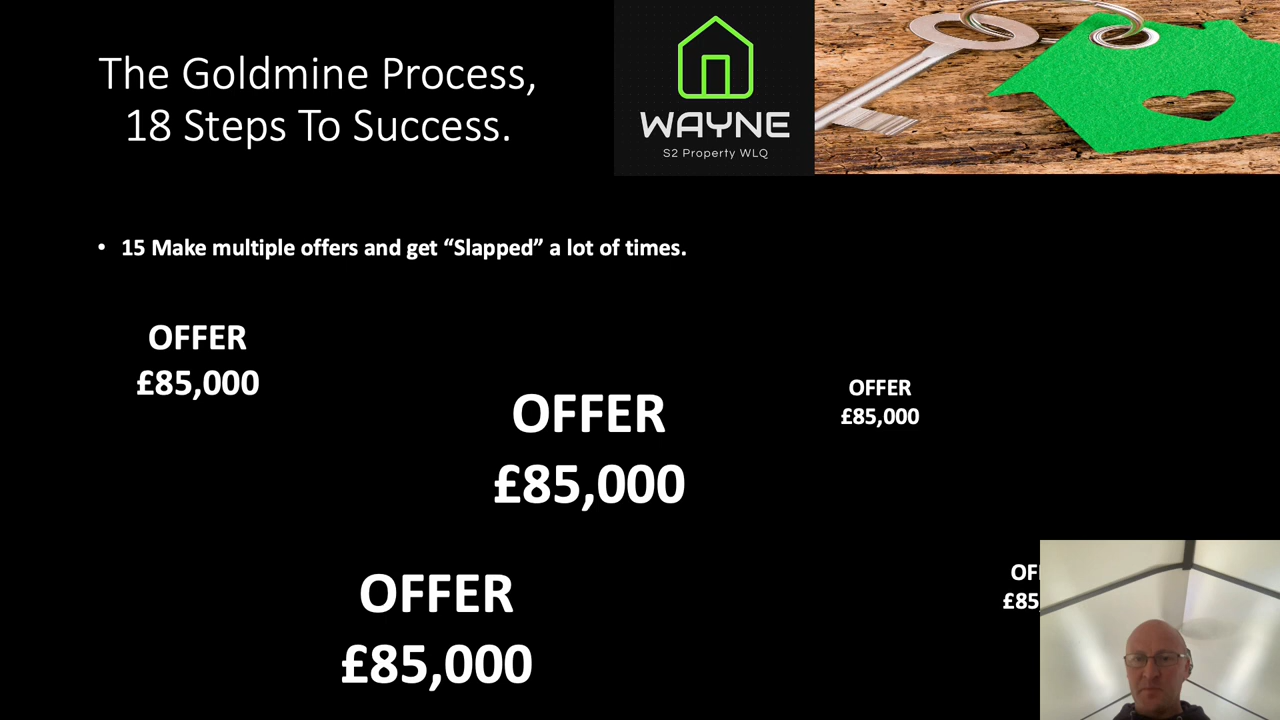 The Goldmine Process,
18 Steps To Success.
WAYNE
S2 Property WLQ
• 15 Make multiple offers and get “Slapped” a lot of times.
OFFER
£85,000
OFFER
£85,000
OFFER
£85,000
OFFER
£85,000